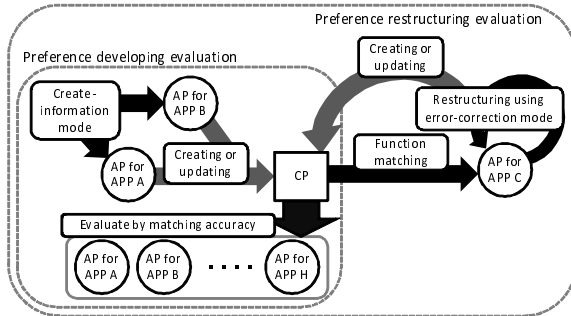 Preference restructuring evaluation
Preference developing evaluation
Creating or
updating
Create-
information
mode
AP for
APP B
Restructuring using
error-correction mode
AP for
APP A
Creating or
updating
CP
Function
matching
AP for
APP C
Evaluate by matching accuracy
AP for
APP A
AP for
APP B
. . . .
AP for
APP H